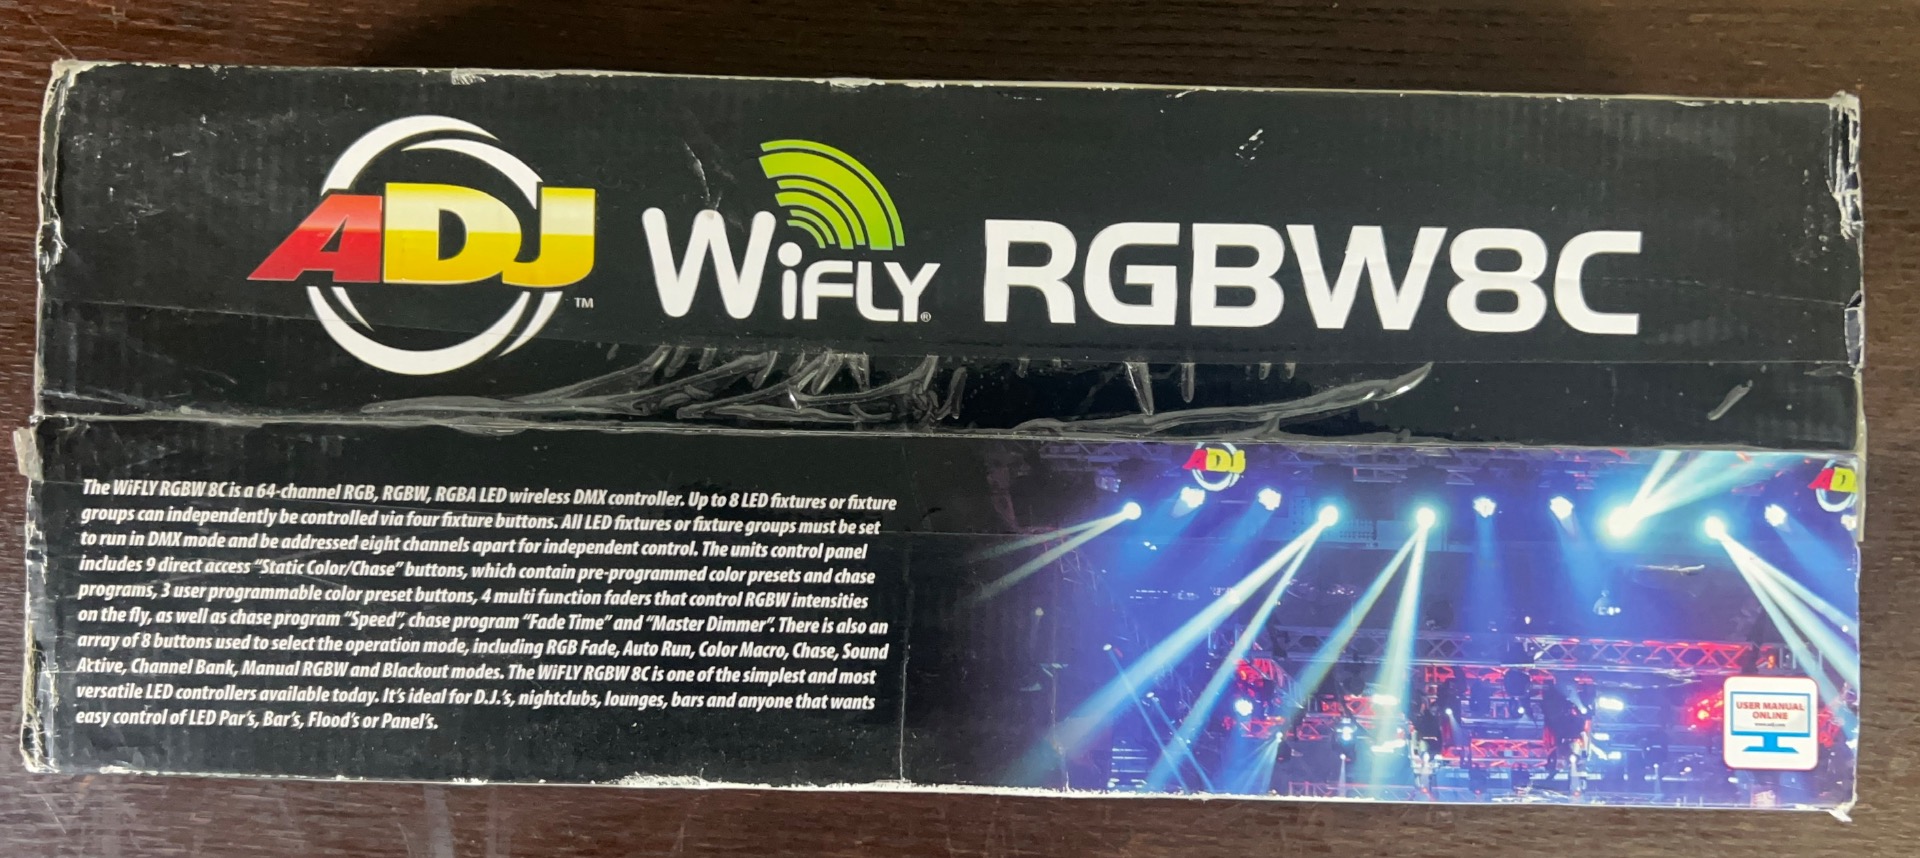 ADJ
TM
WiFLY® RGBW8C
The WiFLY RGBW 8C is a 64-channel RGB, RGBW, RGBA LED wireless DMX controller. Up to 8 LED fixtures or fixture
groups can independently be controlled via four fixture buttons. All LED fixtures or fixture groups must be set
to run in DMX mode and be addressed eight channels apart for independent control. The units control panel
includes 9 direct access “Static Color/Chase” buttons, which contain pre-programmed color presets and chase
programs, 3 user programmable color preset buttons, 4 multi function faders that control RGBW intensities
on the fly, as well as chase program “Speed”, chase program “Fade Time” and “Master Dimmer”. There is also an
array of 8 buttons used to select the operation mode, including RGB Fade, Auto Run, Color Macro, Chase, Sound
Active, Channel Bank, Manual RGBW and Blackout modes. The WiFLY RGBW 8C is one of the simplest and most
versatile LED controllers available today. It’s ideal for D.J.’s, nightclubs, lounges, bars and anyone that wants
easy control of LED Par’s, Bar’s, Flood’s or Panel’s.
ADJ
AD
USER MANUAL
ONLINE